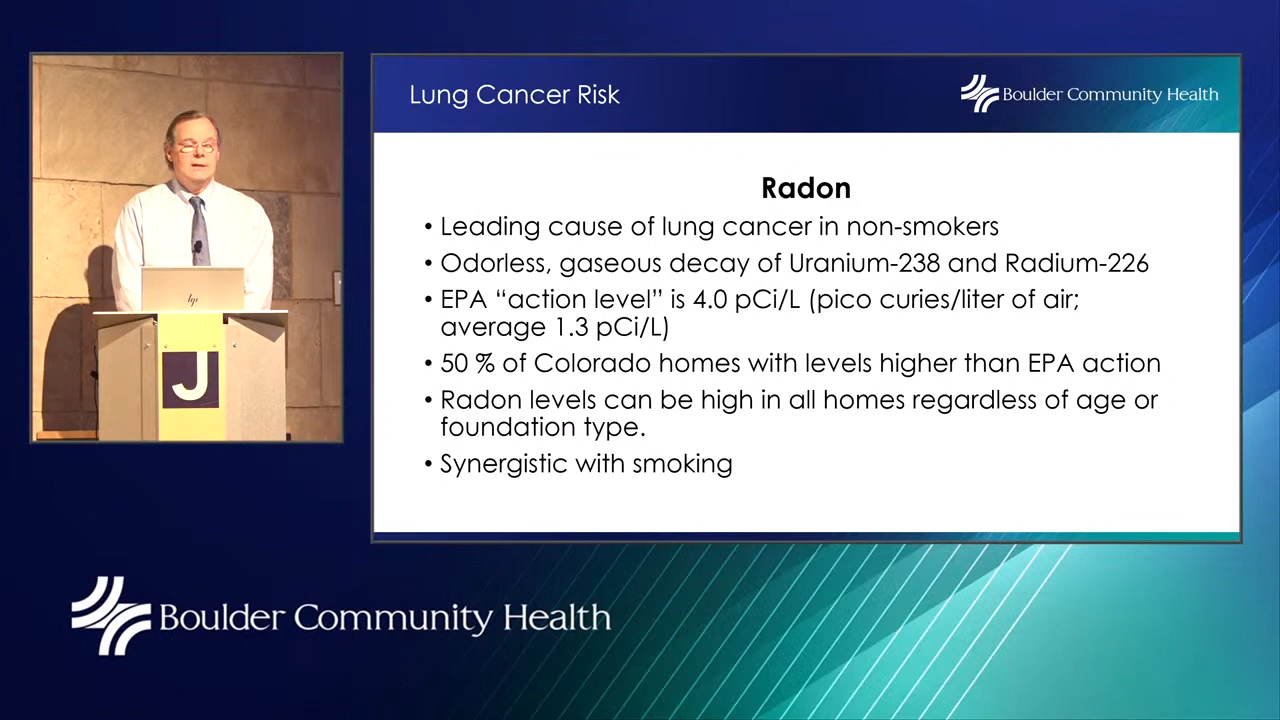 Lung Cancer Risk
Boulder Community Health
Radon
• Leading cause of lung cancer in non-smokers
• Odorless, gaseous decay of Uranium-238 and Radium-226
• EPA “action level” is 4.0 pCi/L (pico curies/liter of air;
average 1.3 pCi/L)
• 50 % of Colorado homes with levels higher than EPA action
• Radon levels can be high in all homes regardless of age or
foundation type.
• Synergistic with smoking
hp
J
Boulder Community Health